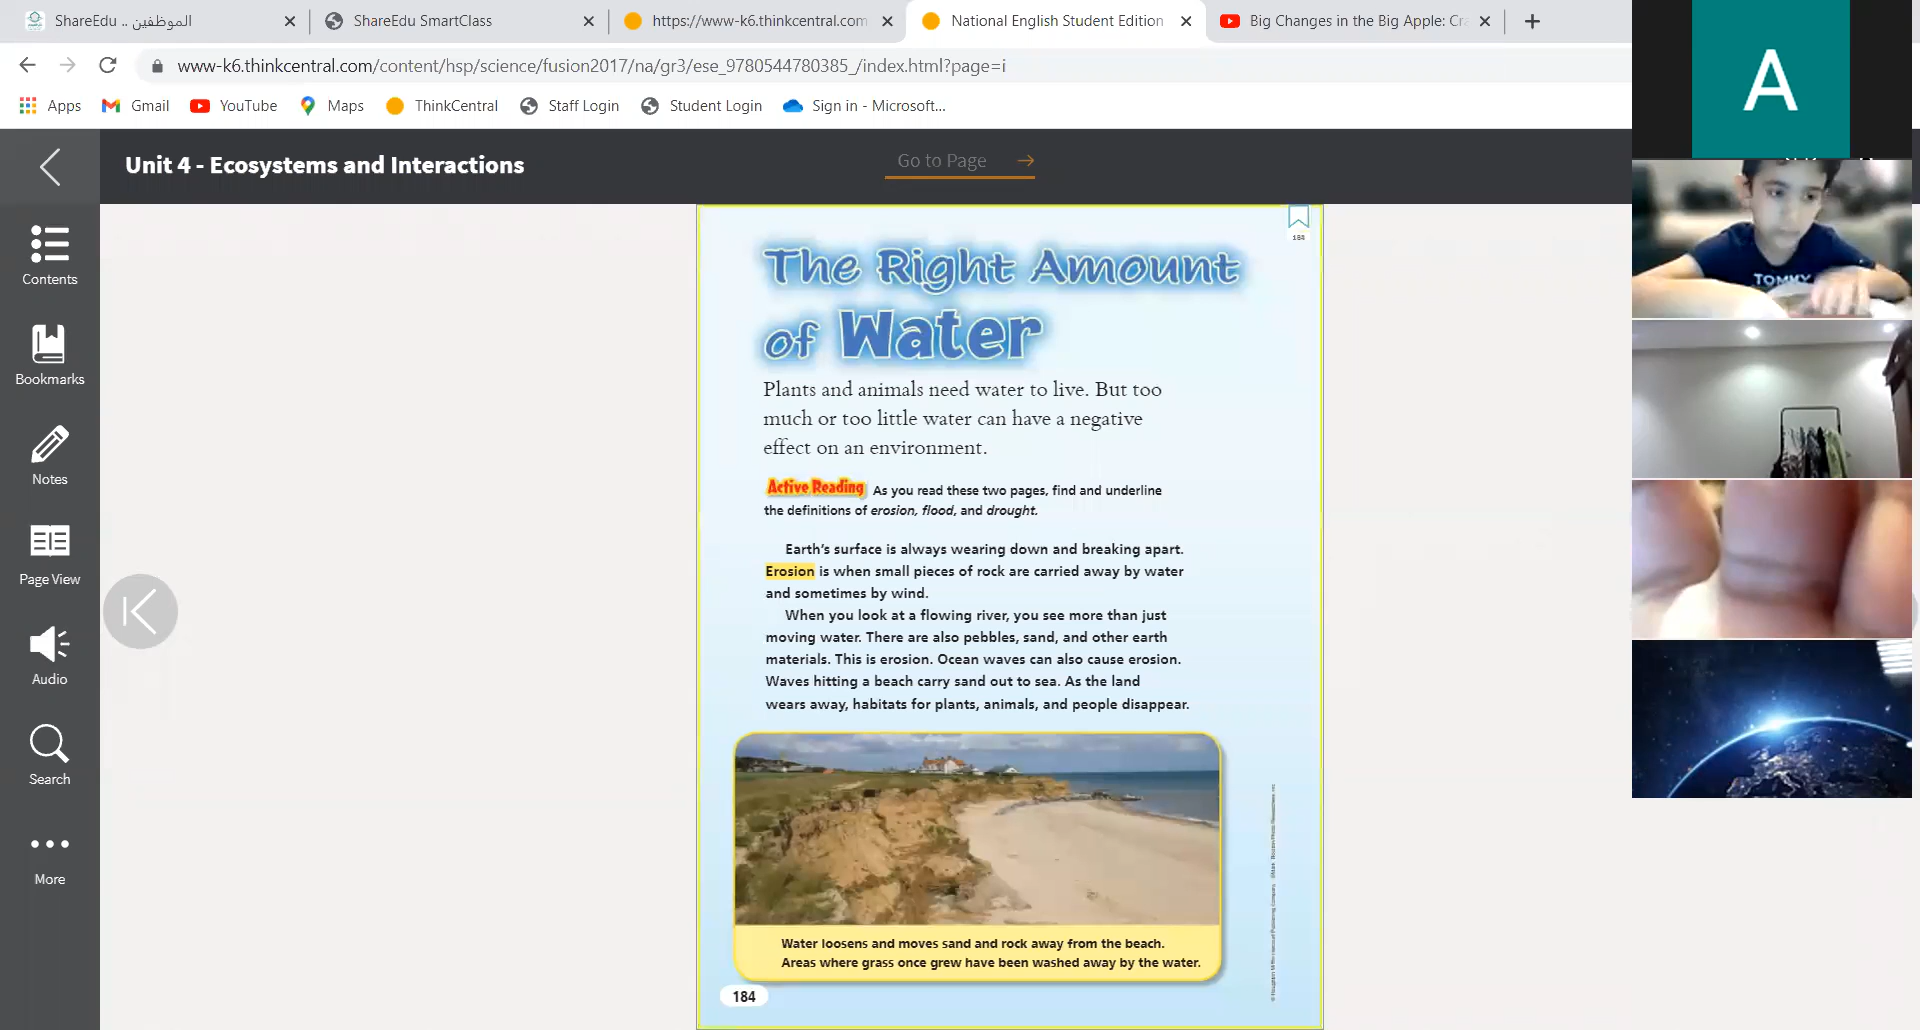 ShareEdu .. الموظفين
ShareEdu SmartClass
https://www-k6.thinkcentral.com
National English Student Edition
Big Changes in the Big Apple: Cr
www-k6.thinkcentral.com/content/hsp/science/fusion2017/na/gr3/ese_9780544780385_/index.html?page=i
Apps
Gmail
YouTube
Maps
ThinkCentral
Staff Login
Student Login
Sign in - Microsoft...
A
Unit 4 - Ecosystems and Interactions
Go to Page
Contents
Bookmarks
Notes
Page View
Audio
Search
More
184
The Right Amount
of Water
Plants and animals need water to live. But too
much or too little water can have a negative
effect on an environment.
Active Reading As you read these two pages, find and underline
the definitions of erosion, flood, and drought.
Earth's surface is always wearing down and breaking apart.
Erosion is when small pieces of rock are carried away by water
and sometimes by wind.
When you look at a flowing river, you see more than just
moving water. There are also pebbles, sand, and other earth
materials. This is erosion. Ocean waves can also cause erosion.
Waves hitting a beach carry sand out to sea. As the land
wears away, habitats for plants, animals, and people disappear.
Water loosens and moves sand and rock away from the beach.
Areas where grass once grew have been washed away by the water.
184
TOMMY